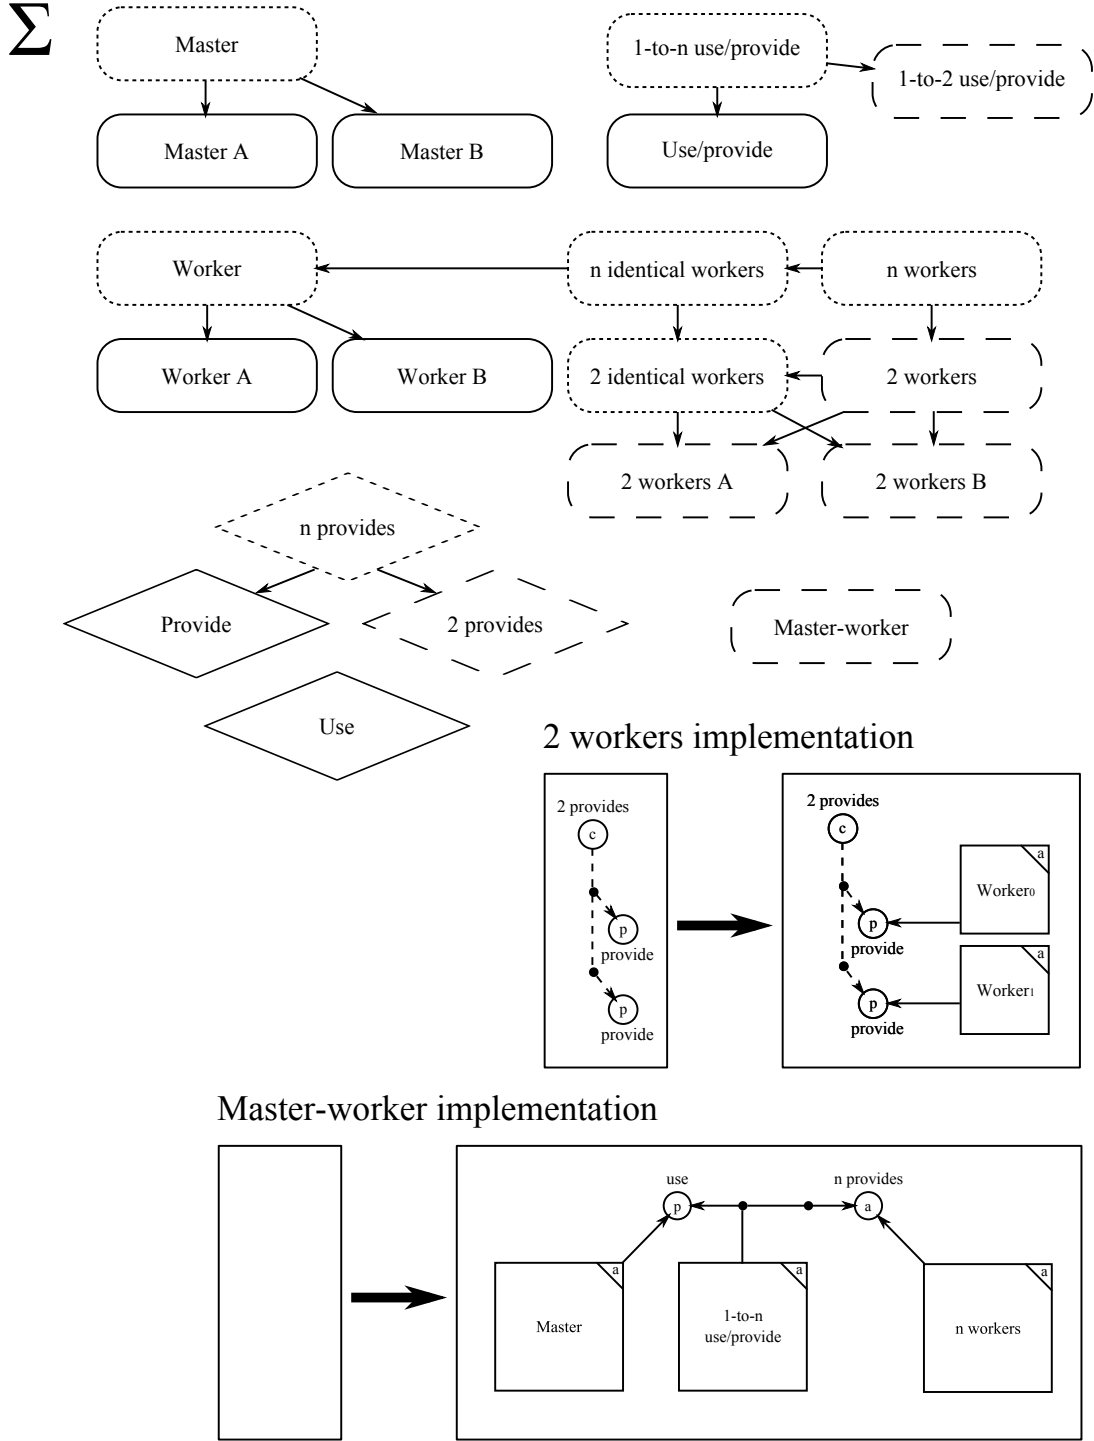 Σ
Master
1-to-n use/provide
1-to-2 use/provide
Master A
Master B
Use/provide
Worker
n identical workers
n workers
Worker A
Worker B
2 identical workers
2 workers
2 workers A
2 workers B
n provides
Provide
2 provides
Master-worker
Use
2 workers implementation
2 provides
c
p
provide
p
provide
2 provides
c
a
Worker0
p
provide
a
Worker1
p
provide
Master-worker implementation
use
n provides
p
a
a
a
a
Master
1-to-n
use/provide
n workers